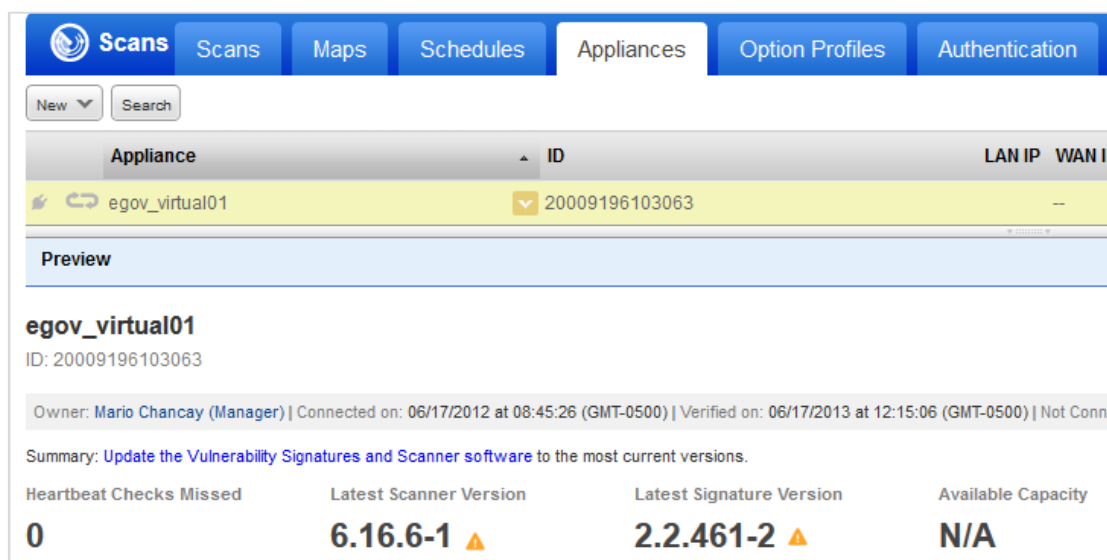 Scans Scans Maps Schedules Appliances Option Profiles Authentication
New Search
Appliance ID LAN IP WAN I
egov_virtual01 20009196103063 --
Preview
egov_virtual01
ID: 20009196103063
Owner: Mario Chancay (Manager) | Connected on: 06/17/2012 at 08:45:26 (GMT-0500) | Verified on: 06/17/2013 at 12:15:06 (GMT-0500) | Not Conn
Summary: Update the Vulnerability Signatures and Scanner software to the most current versions.
Heartbeat Checks Missed Latest Scanner Version Latest Signature Version Available Capacity
0 6.16.6-1 2.2.461-2 N/A